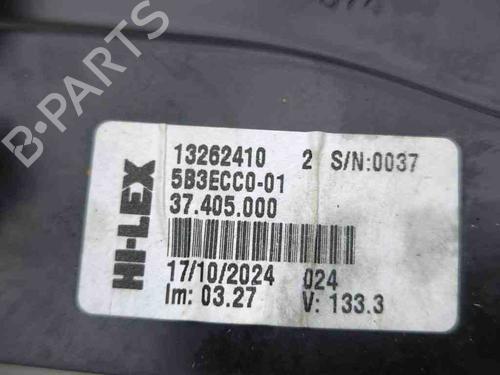 B-PARTS
HI-LEX
13262410 2 S/N:0037
5B3ECC0-01
37.405.000
17/10/2024 024
Im: 03.27 V: 133.3